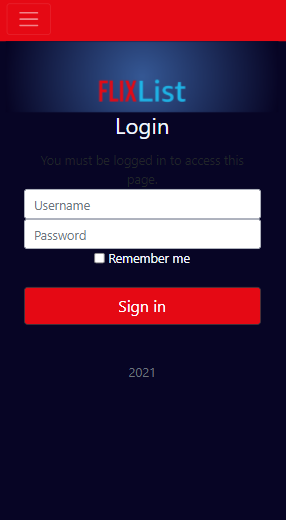 FLIXList
Login
You must be logged in to access this
page.
Username
Password
Remember me
Sign in
2021